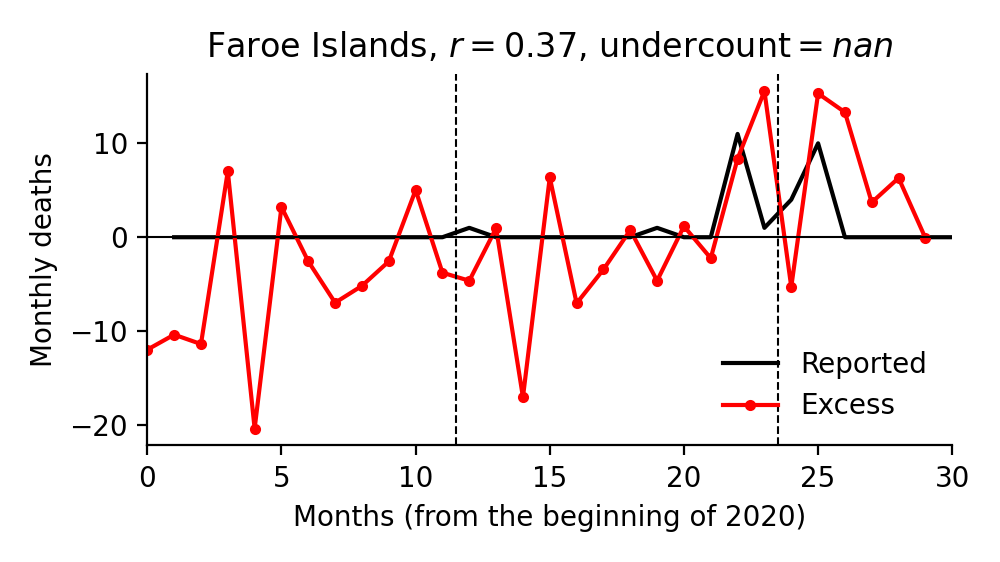 Faroe Islands, r = 0.37, undercount = nan
Monthly deaths
10
0
−10
−20
Reported
Excess
0 5 10 15 20 25 30
Months (from the beginning of 2020)